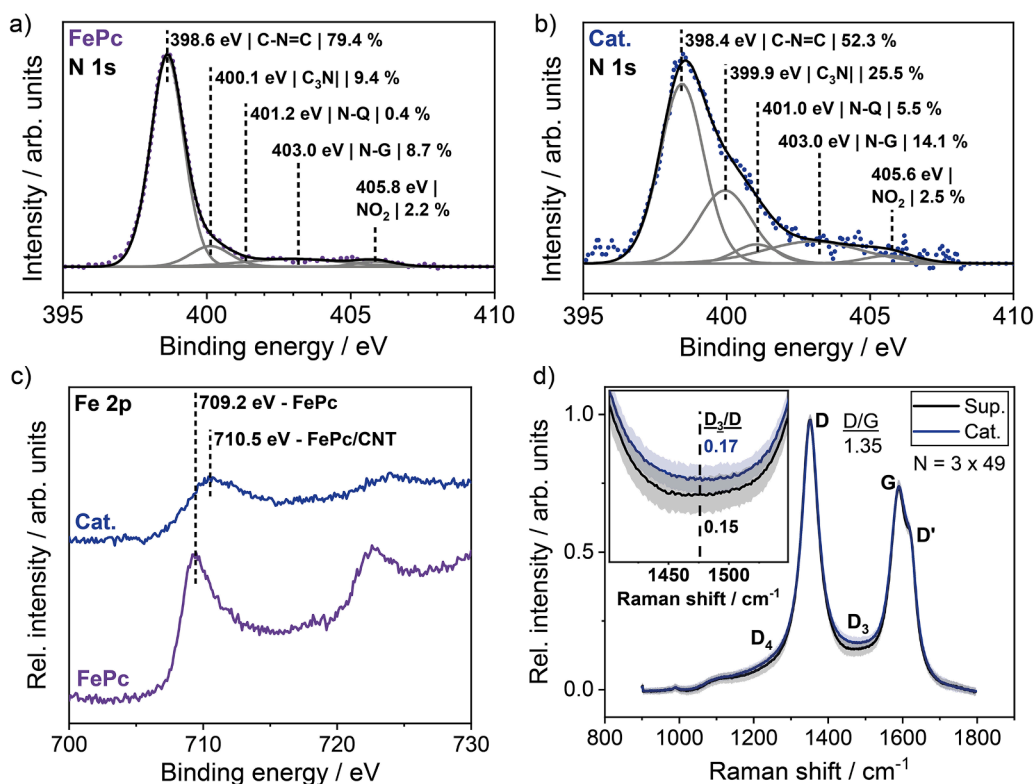 a)
FePc
N 1s
398.6 eV | C-N=C | 79.4 %
400.1 eV | C₃N| | 9.4 %
401.2 eV | N-Q | 0.4 %
403.0 eV | N-G | 8.7 %
405.8 eV |
NO₂ | 2.2 %
Intensity / arb. units
395 400 405 410
Binding energy / eV
b)
Cat.
N 1s
398.4 eV | C-N=C | 52.3 %
399.9 eV | C₃N| | 25.5 %
401.0 eV | N-Q | 5.5 %
403.0 eV | N-G | 14.1 %
405.6 eV |
NO₂ | 2.5 %
Intensity / arb. units
395 400 405 410
Binding energy / eV
c)
Fe 2p
709.2 eV - FePc
710.5 eV - FePc/CNT
Cat.
FePc
Rel. intensity / arb. units
700 710 720 730
Binding energy / eV
d)
D₃/D
0.17
0.15
1450 1500
Raman shift / cm⁻¹
D
D/G
1.35
Sup.
Cat.
N = 3 x 49
G
D'
D₄
D₃
1.0
0.5
0.0
Rel. intensity / arb. units
800 1000 1200 1400 1600 1800
Raman shift / cm⁻¹